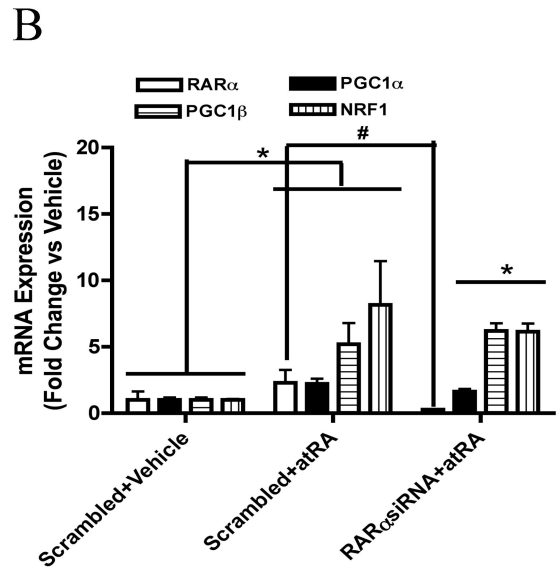 B
RARα PGC1α
PGC1β NRF1
mRNA Expression
(Fold Change vs Vehicle)
20
15
10
5
0
*
#
*
Scrambled+Vehicle
Scrambled+atRA
RARαsiRNA+atRA